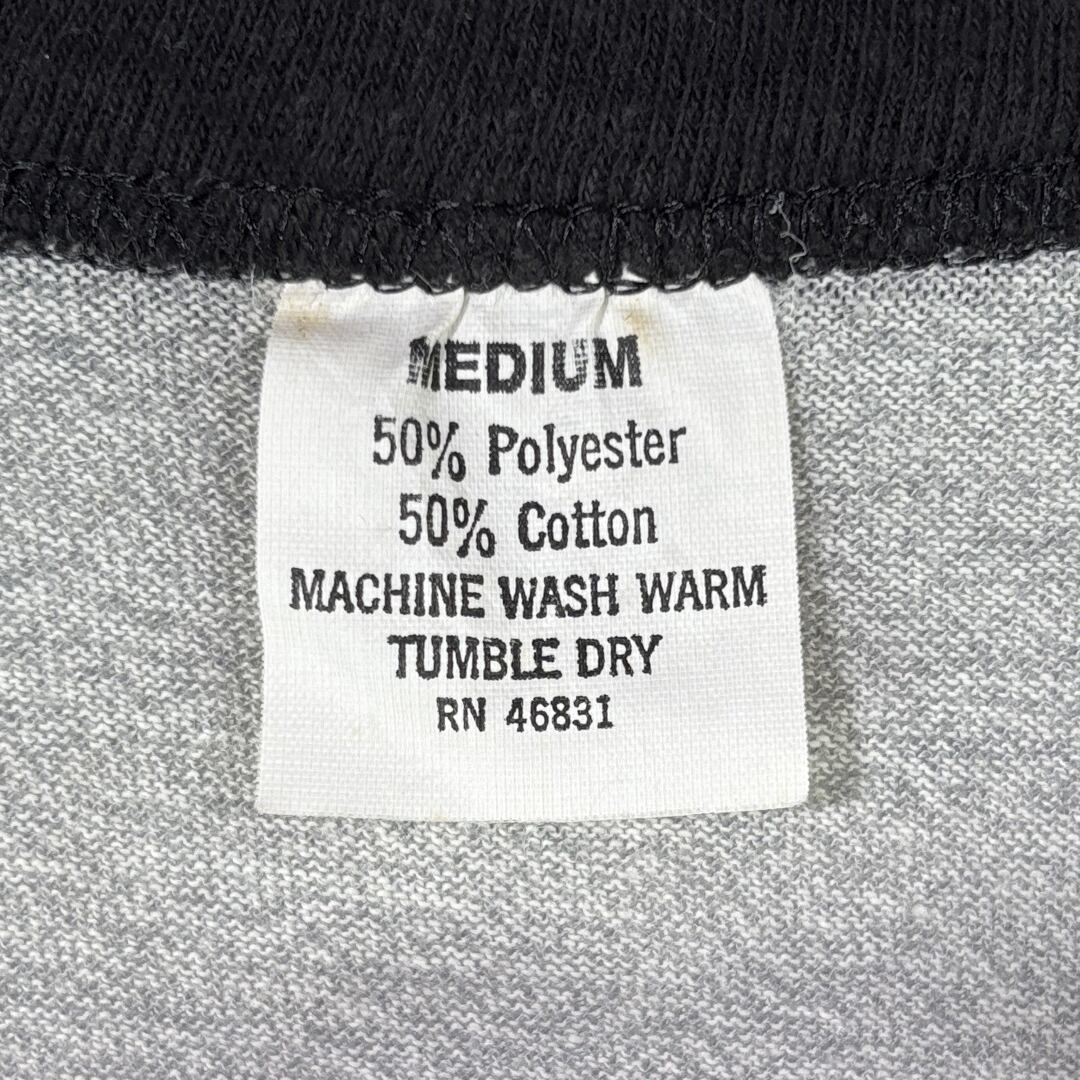 MEDIUM
50% Polyester
50% Cotton
MACHINE WASH WARM
TUMBLE DRY
RN 46831